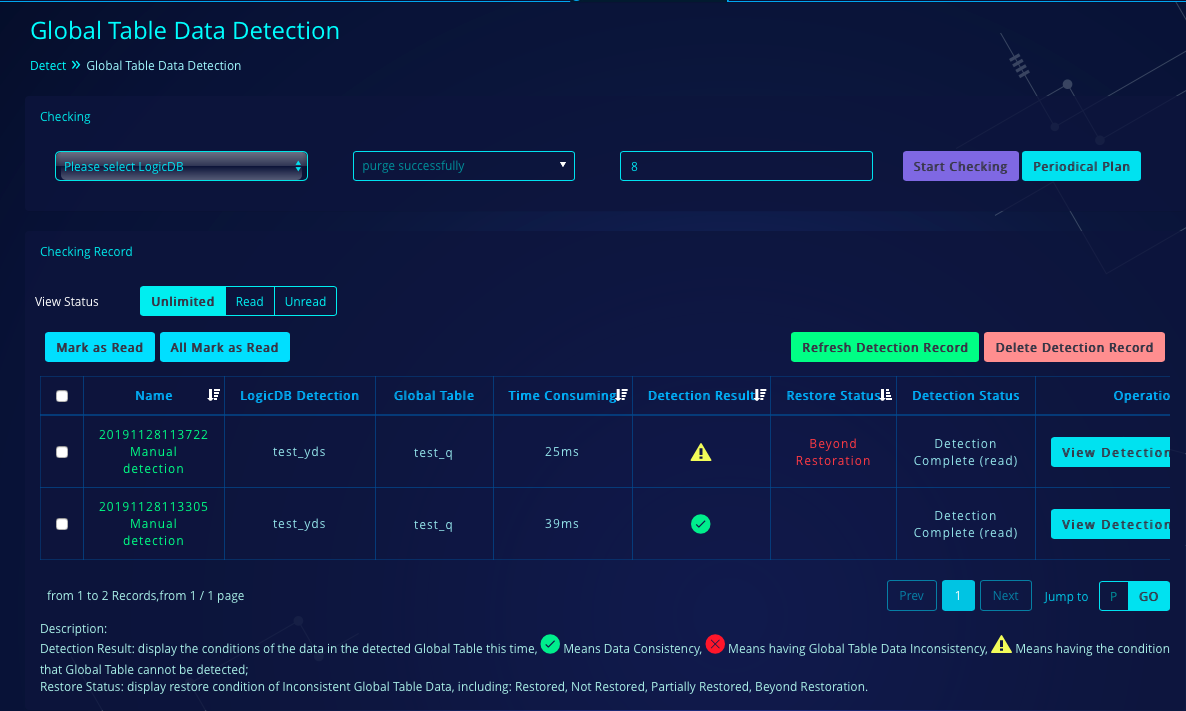 Global Table Data Detection
Detect » Global Table Data Detection
Checking
Please select LogicDB
purge successfully
8
Start Checking
Periodical Plan
Checking Record
View Status
Unlimited
Read
Unread
Mark as Read
All Mark as Read
Refresh Detection Record
Delete Detection Record
Name
LogicDB Detection
Global Table
Time Consuming
Detection Result
Restore Status
Detection Status
Operatio
20191128113722
Manual
detection
test_yds
test_q
25ms
Beyond
Restoration
Detection
Complete (read)
View Detection
20191128113305
Manual
detection
test_yds
test_q
39ms
Detection
Complete (read)
View Detection
from 1 to 2 Records,from 1 / 1 page
Prev
1
Next
Jump to
P
GO
Description:
Detection Result: display the conditions of the data in the detected Global Table this time, Means Data Consistency, Means having Global Table Data Inconsistency, Means having the condition
that Global Table cannot be detected;
Restore Status: display restore condition of Inconsistent Global Table Data, including: Restored, Not Restored, Partially Restored, Beyond Restoration.